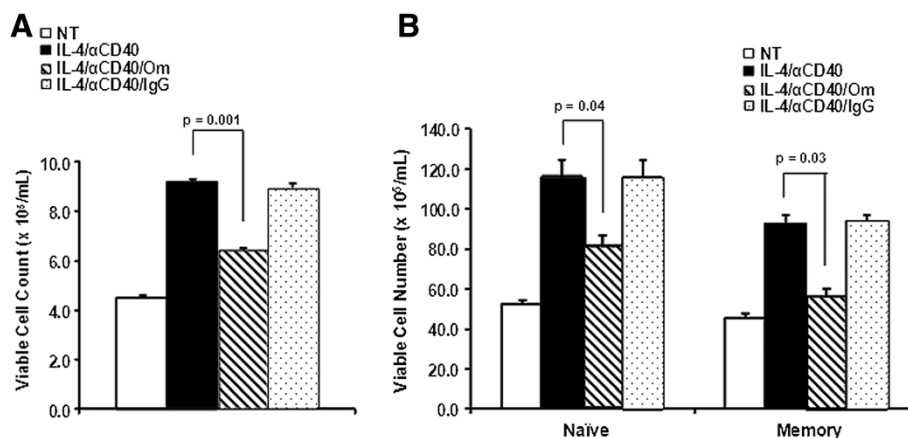 A
NT
IL-4/αCD40
IL-4/αCD40/Om
IL-4/αCD40/IgG
p = 0.001
10.0
8.0
6.0
4.0
2.0
0.0
Viable Cell Count (x 10⁵/mL)
B
NT
IL-4/αCD40
IL-4/αCD40/Om
IL-4/αCD40/IgG
p = 0.04
p = 0.03
140.0
120.0
100.0
80.0
60.0
40.0
20.0
0.0
Viable Cell Number (x 10⁵/mL)
Naïve
Memory